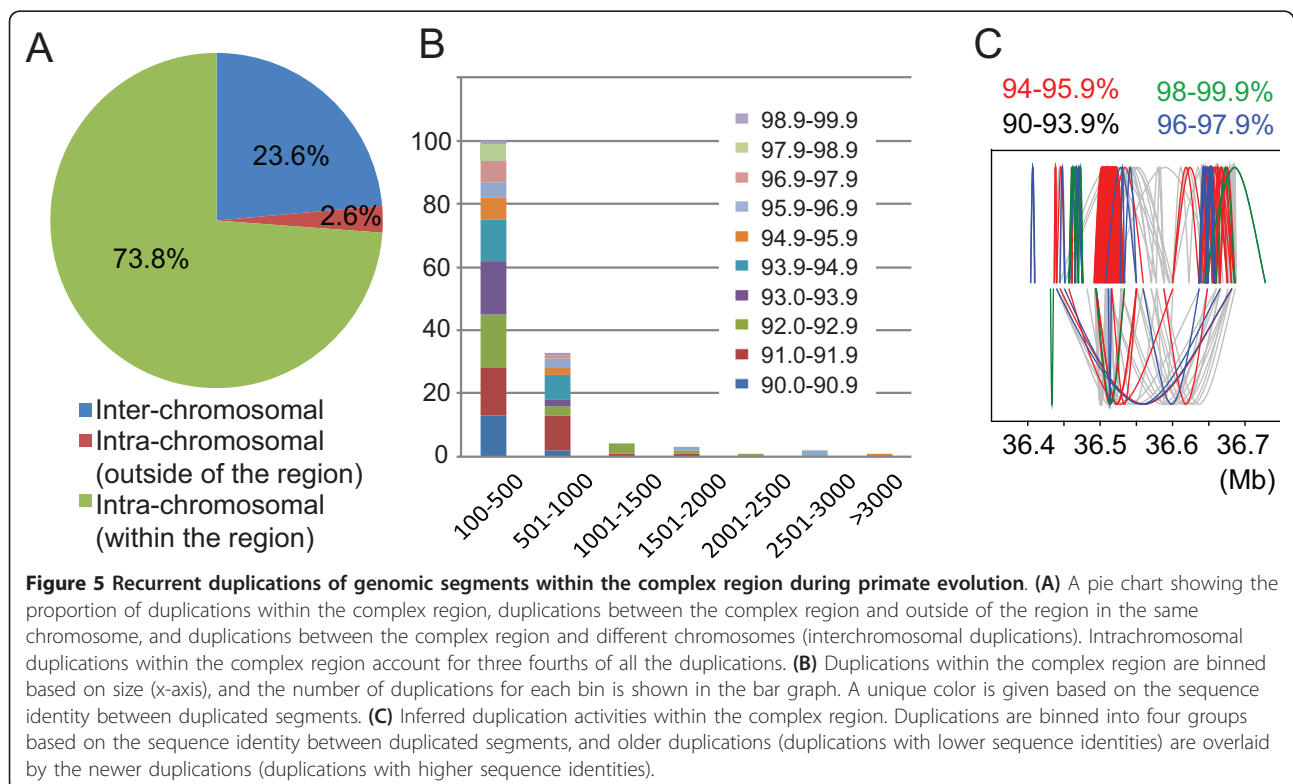 A
23.6%
2.6%
73.8%
Inter-chromosomal
Intra-chromosomal
(outside of the region)
Intra-chromosomal
(within the region)
B
100
80
60
40
20
0
98.9-99.9
97.9-98.9
96.9-97.9
95.9-96.9
94.9-95.9
93.9-94.9
93.0-93.9
92.0-92.9
91.0-91.9
90.0-90.9
100-500
501-1000
1001-1500
1501-2000
2001-2500
2501-3000
>3000
C
94-95.9% 98-99.9%
90-93.9% 96-97.9%
36.4 36.5 36.6 36.7
(Mb)
Figure 5 Recurrent duplications of genomic segments within the complex region during primate evolution. (A) A pie chart showing the
proportion of duplications within the complex region, duplications between the complex region and outside of the region in the same
chromosome, and duplications between the complex region and different chromosomes (interchromosomal duplications). Intrachromosomal
duplications within the complex region account for three fourths of all the duplications. (B) Duplications within the complex region are binned
based on size (x-axis), and the number of duplications for each bin is shown in the bar graph. A unique color is given based on the sequence
identity between duplicated segments. (C) Inferred duplication activities within the complex region. Duplications are binned into four groups
based on the sequence identity between duplicated segments, and older duplications (duplications with lower sequence identities) are overlaid
by the newer duplications (duplications with higher sequence identities).